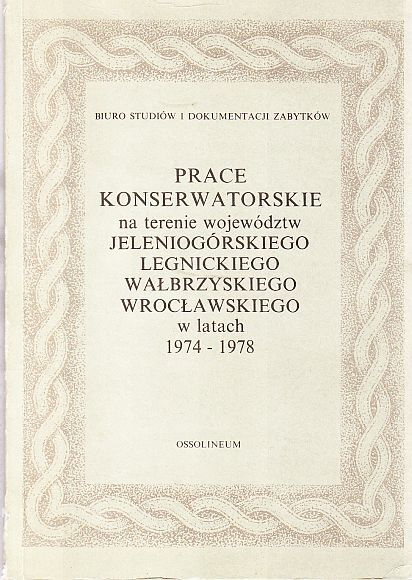 BIURO STUDIÓW I DOKUMENTACJI ZABYTKÓW
PRACE
KONSERWATORSKIE
na terenie województw
JELENIOGÓRSKIEGO
LEGNICKIEGO
WAŁBRZYSKIEGO
WROCŁAWSKIEGO
w latach
1974 - 1978
OSSOLINEUM